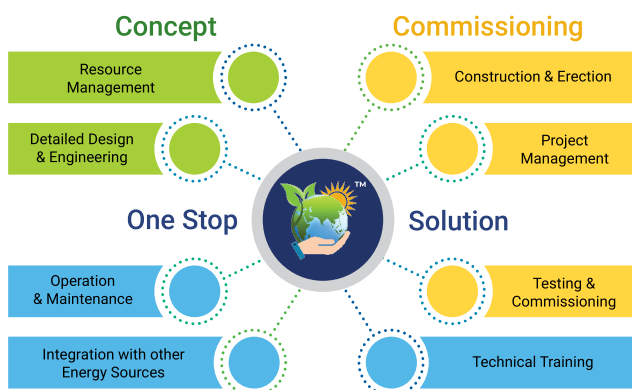 Concept
Commissioning
Resource
Management
Construction & Erection
Detailed Design
& Engineering
Project
Management
TM
One Stop
Solution
Operation
& Maintenance
Testing &
Commissioning
Integration with other
Energy Sources
Technical Training